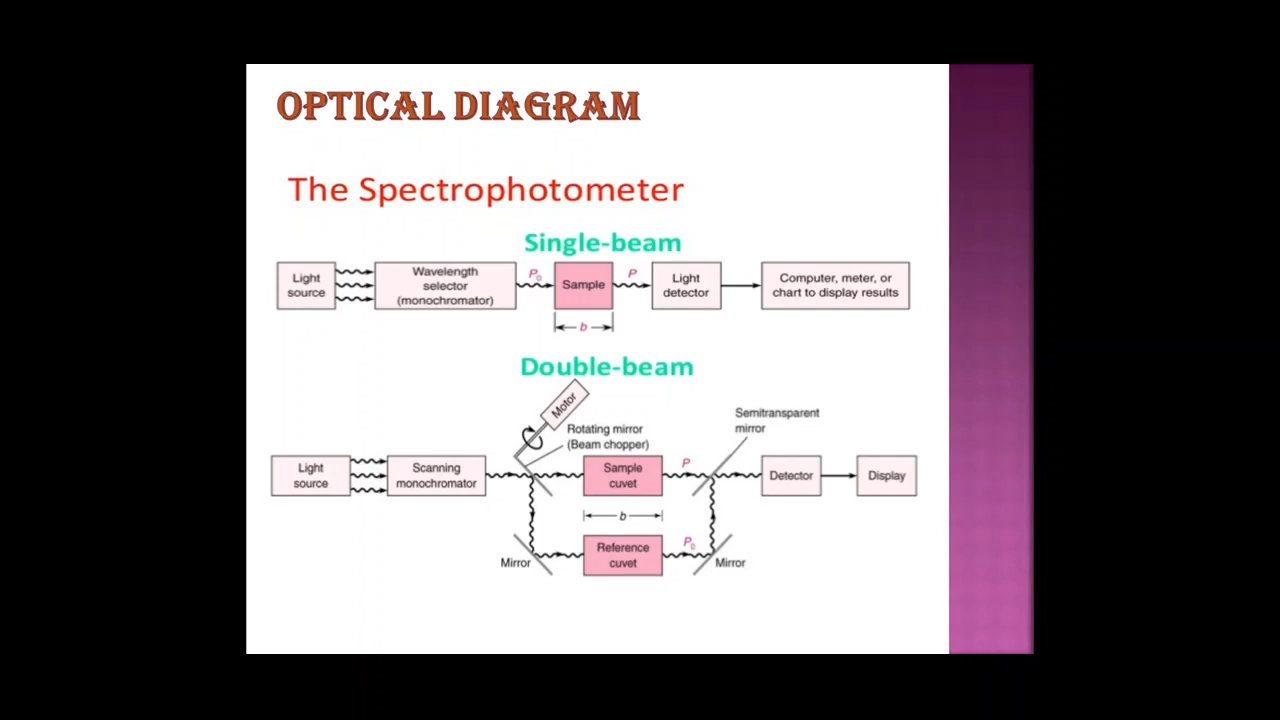 OPTICAL DIAGRAM
The Spectrophotometer
Single-beam
Light
source
Wavelength
selector
(monochromator)
P₀
Sample
P
Light
detector
Computer, meter, or
chart to display results
b
Double-beam
Motor
Rotating mirror
(Beam chopper)
Semitransparent
mirror
Light
source
Scanning
monochromator
Sample
cuvet
P
Detector
Display
b
Mirror
Reference
cuvet
P₀
Mirror